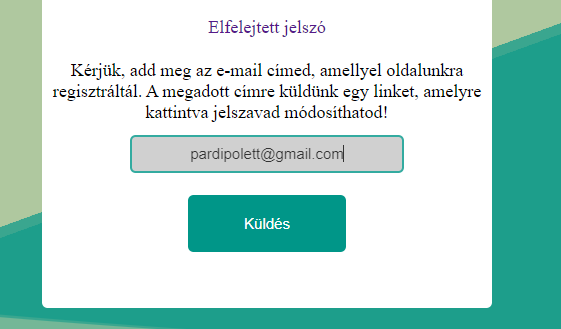 Elfelejtett jelszó
Kérjük, add meg az e-mail címed, amellyel oldalunkra
regisztráltál. A megadott címre küldünk egy linket, amelyre
kattintva jelszavad módosíthatod!
pardipolett@gmail.com
Küldés